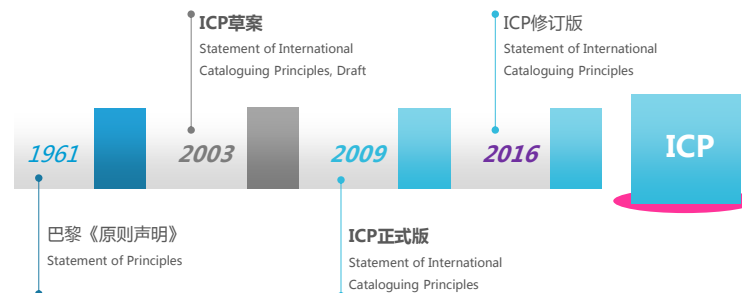 ICP草案
Statement of International
Cataloguing Principles, Draft
ICP修订版
Statement of International
Cataloguing Principles
1961
2003
2009
2016
ICP
巴黎《原则声明》
Statement of Principles
ICP正式版
Statement of International
Cataloguing Principles